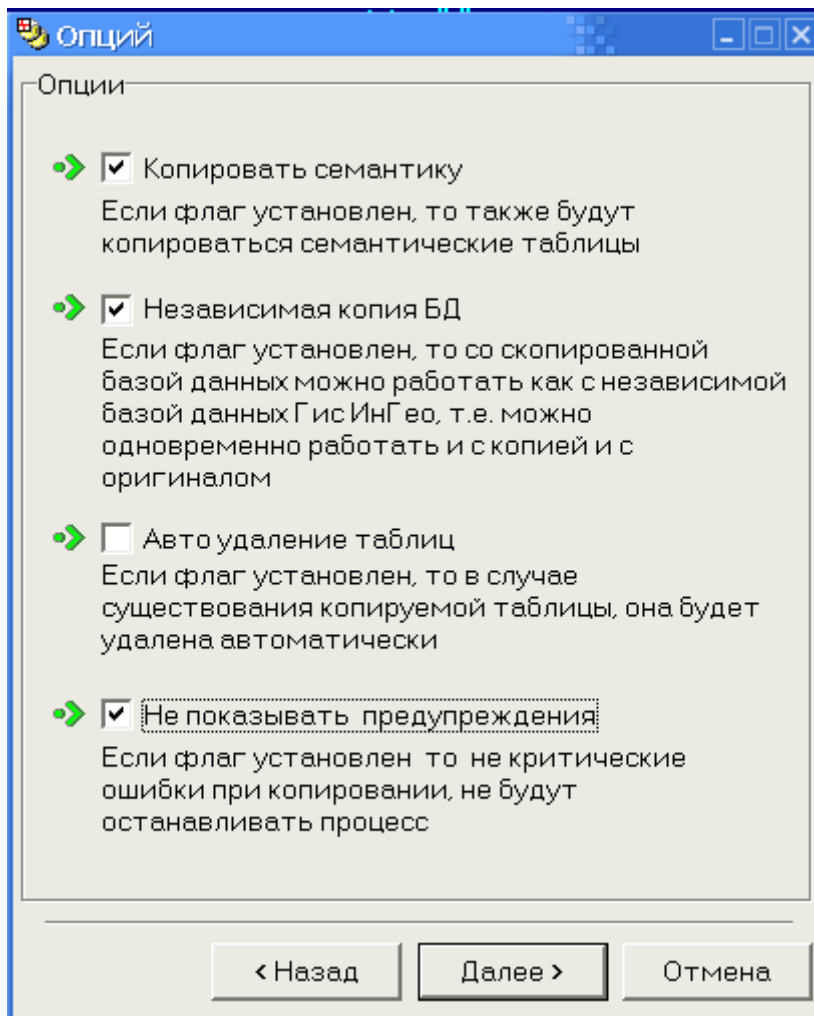 Опций
Опции
Копировать семантику
Если флаг установлен, то также будут
копироваться семантические таблицы
Независимая копия БД
Если флаг установлен, то со скопированной
базой данных можно работать как с независимой
базой данных Гис ИнГео, т.е. можно
одновременно работать и с копией и с
оригиналом
Авто удаление таблиц
Если флаг установлен, то в случае
существования копируемой таблицы, она будет
удалена автоматически
Не показывать предупреждения
Если флаг установлен то не критические
ошибки при копировании, не будут
останавливать процесс
< Назад
Далее >
Отмена